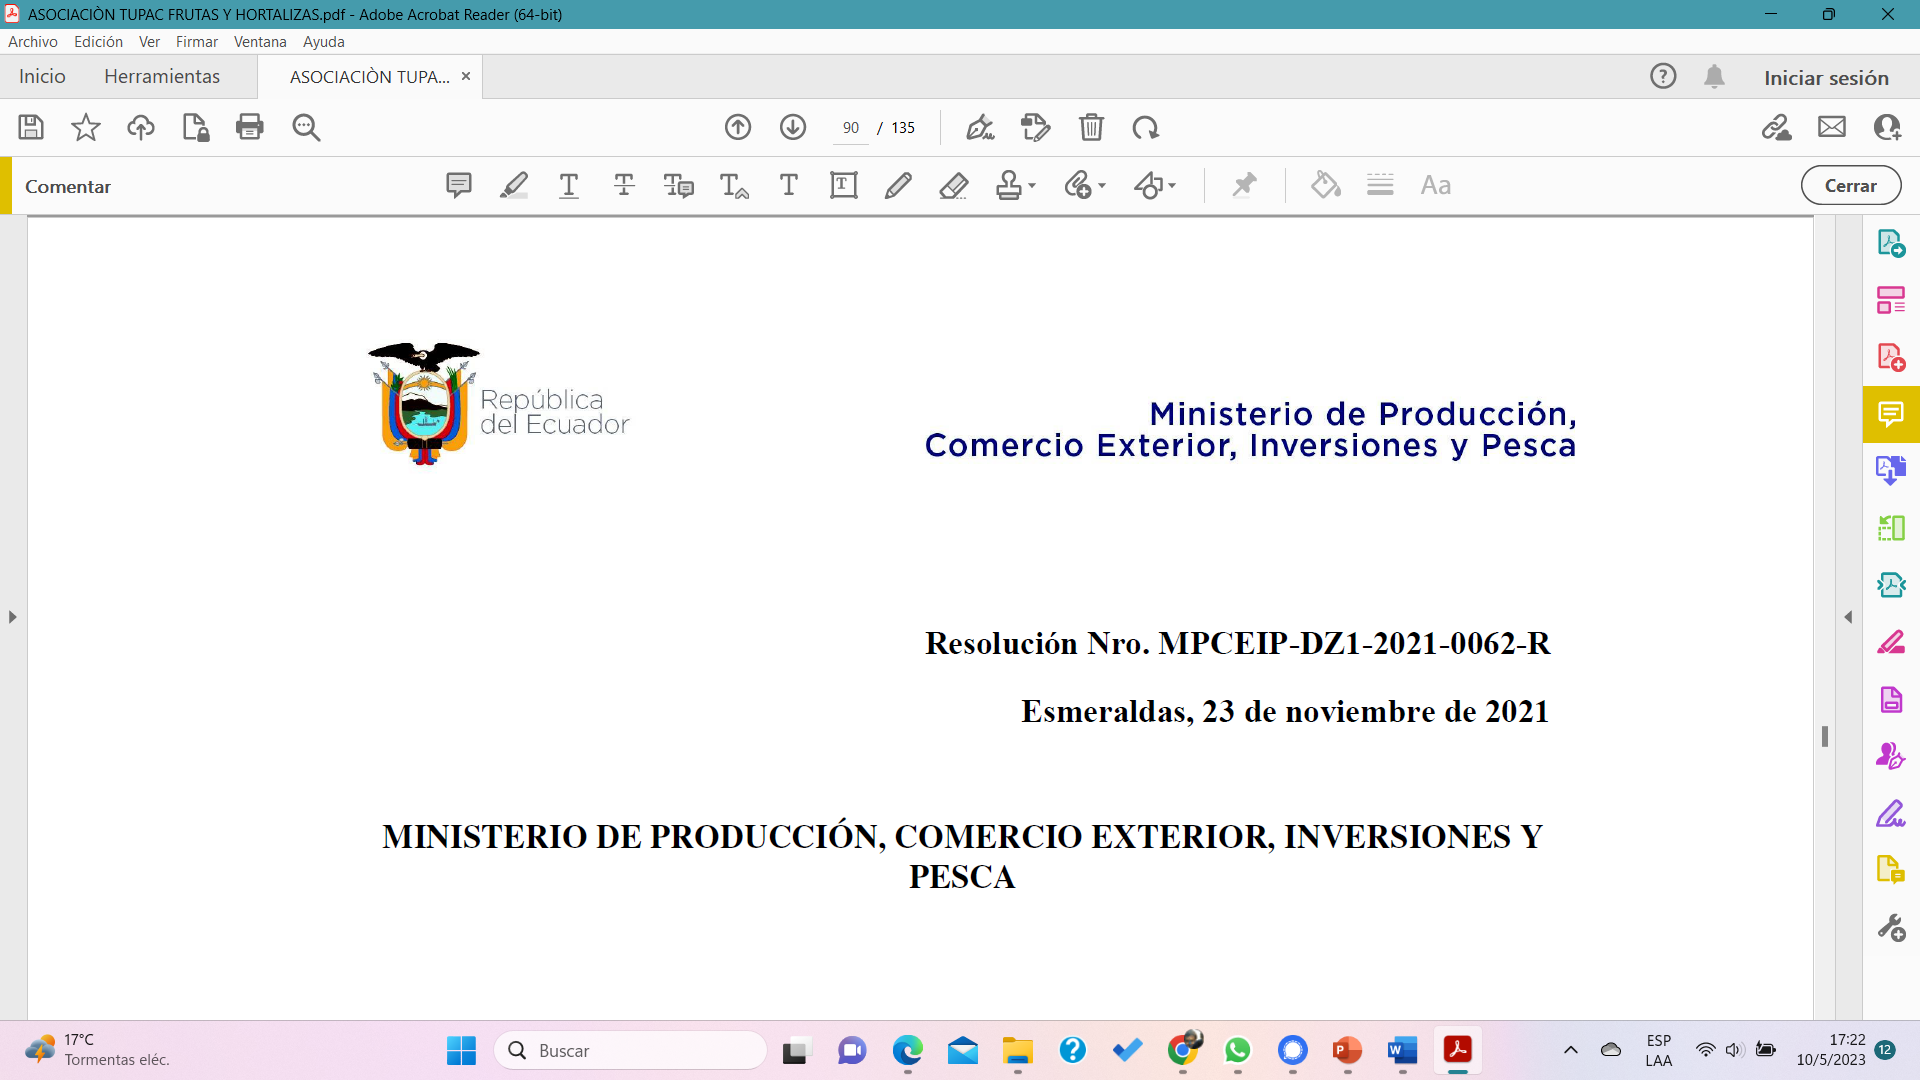 ASOCIACIÒN TUPAC FRUTAS Y HORTALIZAS.pdf - Adobe Acrobat Reader (64-bit)
Archivo Edición Ver Firmar Ventana Ayuda
Inicio Herramientas ASOCIACIÒN TUPA... Iniciar sesión
90 / 135
Comentar Aa Cerrar
República
del Ecuador
Ministerio de Producción,
Comercio Exterior, Inversiones y Pesca
Resolución Nro. MPCEIP-DZ1-2021-0062-R
Esmeraldas, 23 de noviembre de 2021
MINISTERIO DE PRODUCCIÓN, COMERCIO EXTERIOR, INVERSIONES Y
PESCA
17°C
Tormentas eléc.
Buscar
ESP
LAA
17:22
10/5/2023
12